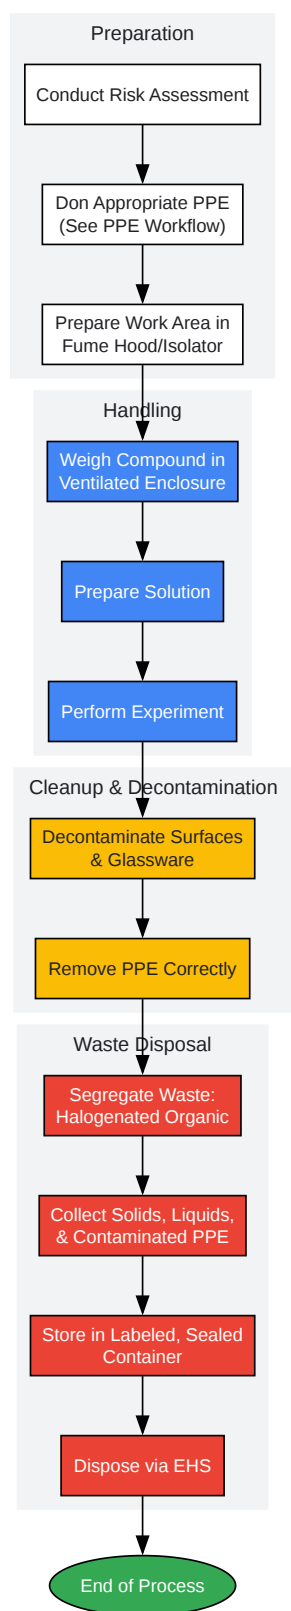 Preparation
Conduct Risk Assessment
Don Appropriate PPE
(See PPE Workflow)
Prepare Work Area in
Fume Hood/Isolator
Handling
Weigh Compound in
Ventilated Enclosure
Prepare Solution
Perform Experiment
Cleanup & Decontamination
Decontaminate Surfaces
& Glassware
Remove PPE Correctly
Waste Disposal
Segregate Waste:
Halogenated Organic
Collect Solids, Liquids,
& Contaminated PPE
Store in Labeled, Sealed
Container
Dispose via EHS
End of Process